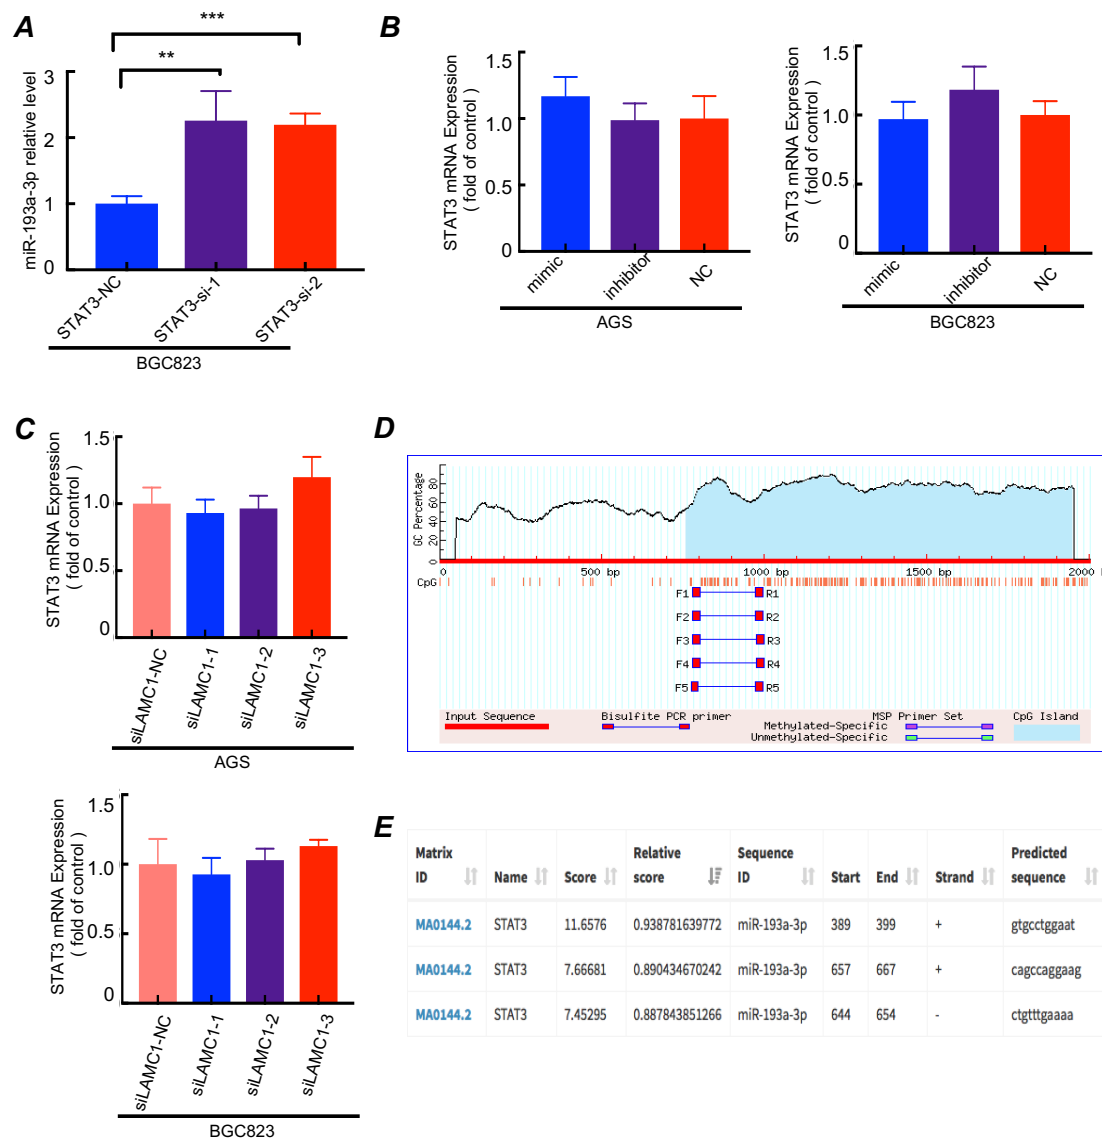 A
***
**
miR-193a-3p relative level
3
2
1
0
STAT3-NC
STAT3-si-1
STAT3-si-2
BGC823
B
STAT3 mRNA Expression
( fold of control )
1.5
1.0
0.5
0
mimic
inhibitor
NC
AGS
STAT3 mRNA Expression
( fold of control )
1.5
1.0
0.5
0
mimic
inhibitor
NC
BGC823
C
STAT3 mRNA Expression
( fold of control )
1.5
1.0
0.5
0
siLAMC1-NC
siLAMC1-1
siLAMC1-2
siLAMC1-3
AGS
STAT3 mRNA Expression
( fold of control )
1.5
1.0
0.5
0
siLAMC1-NC
siLAMC1-1
siLAMC1-2
siLAMC1-3
BGC823
D
GC Percentage
80
60
40
20
0
0 500 bp 1000 bp 1500 bp 2000
CpG
F1 R1
F2 R2
F3 R3
F4 R4
F5 R5
Input Sequence Bisulfite PCR primer MSP Primer Set CpG Island
Methylated-Specific
Unmethylated-Specific
E
Matrix ID Name Score Relative score Sequence ID Start End Strand Predicted sequence
MA0144.2 STAT3 11.6576 0.938781639772 miR-193a-3p 389 399 + gtgcctggaat
MA0144.2 STAT3 7.66681 0.890434670242 miR-193a-3p 657 667 + cagccaggaag
MA0144.2 STAT3 7.45295 0.887843851266 miR-193a-3p 644 654 - ctgtttgaaaa